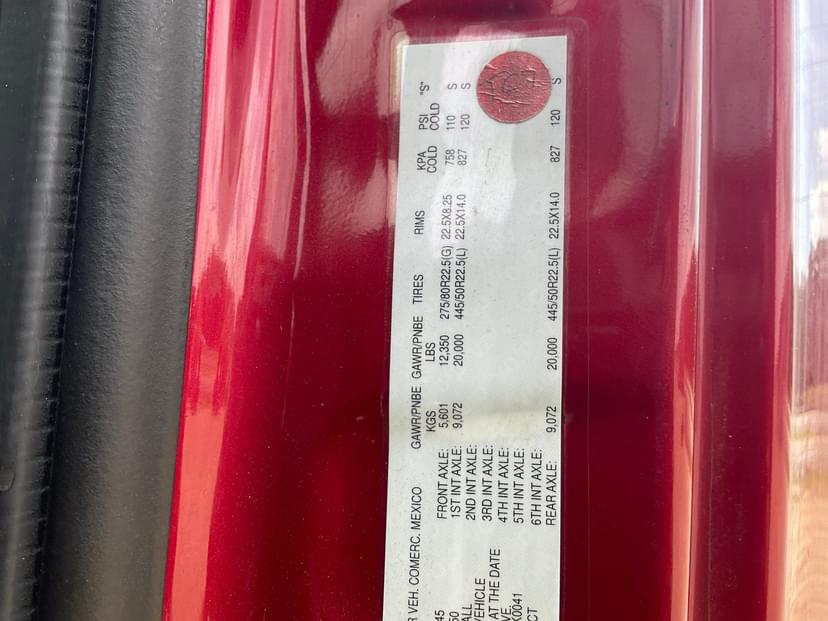 R VEH. COMERC. MEXICO
GAWR/PNBE GAWR/PNBE TIRES RIMS KPA PSI "S"
KGS LBS COLD COLD
45 FRONT AXLE: 5,601 12,350 275/80R22.5(G) 22.5X8.25 758 110 S
50 1ST INT AXLE: 9,072 20,000 445/50R22.5(L) 22.5X14.0 827 120 S
ALL 2ND INT AXLE:
VEHICLE 3RD INT AXLE:
AT THE DATE 4TH INT AXLE:
VE. 5TH INT AXLE:
K0041 6TH INT AXLE:
CT REAR AXLE: 9,072 20,000 445/50R22.5(L) 22.5X14.0 827 120 S